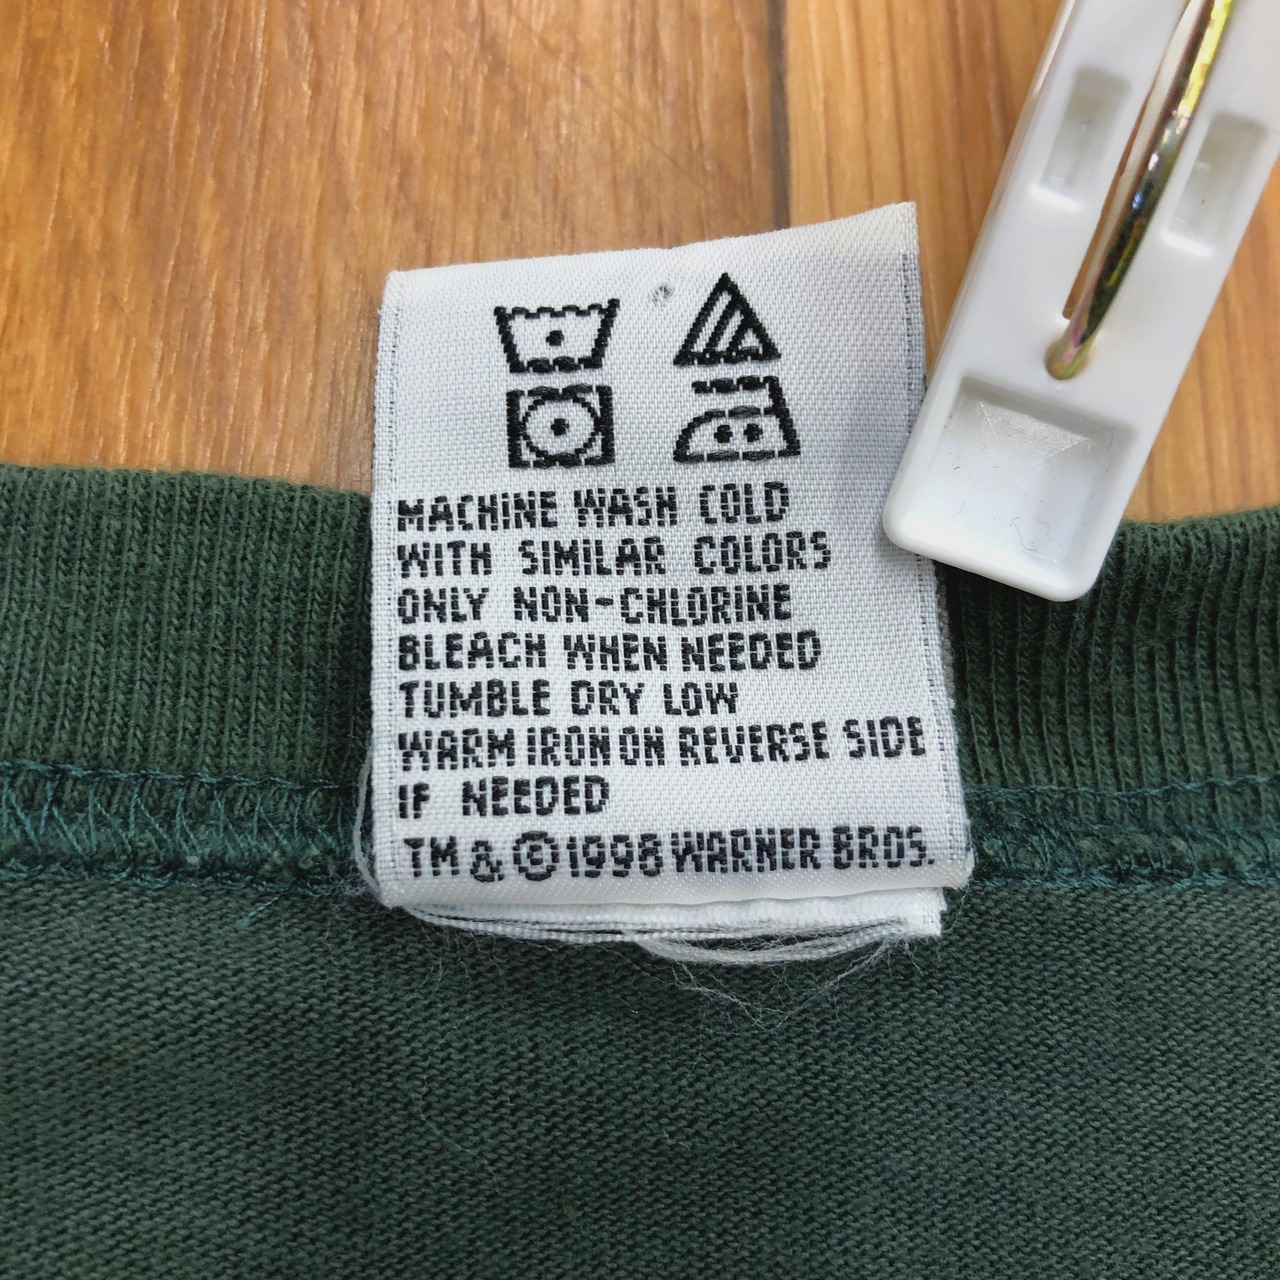 MACHINE WASH COLD
WITH SIMILAR COLORS
ONLY NON-CHLORINE
BLEACH WHEN NEEDED
TUMBLE DRY LOW
WARM IRON ON REVERSE SIDE
IF NEEDED
TM & © 1998 WARNER BROS.